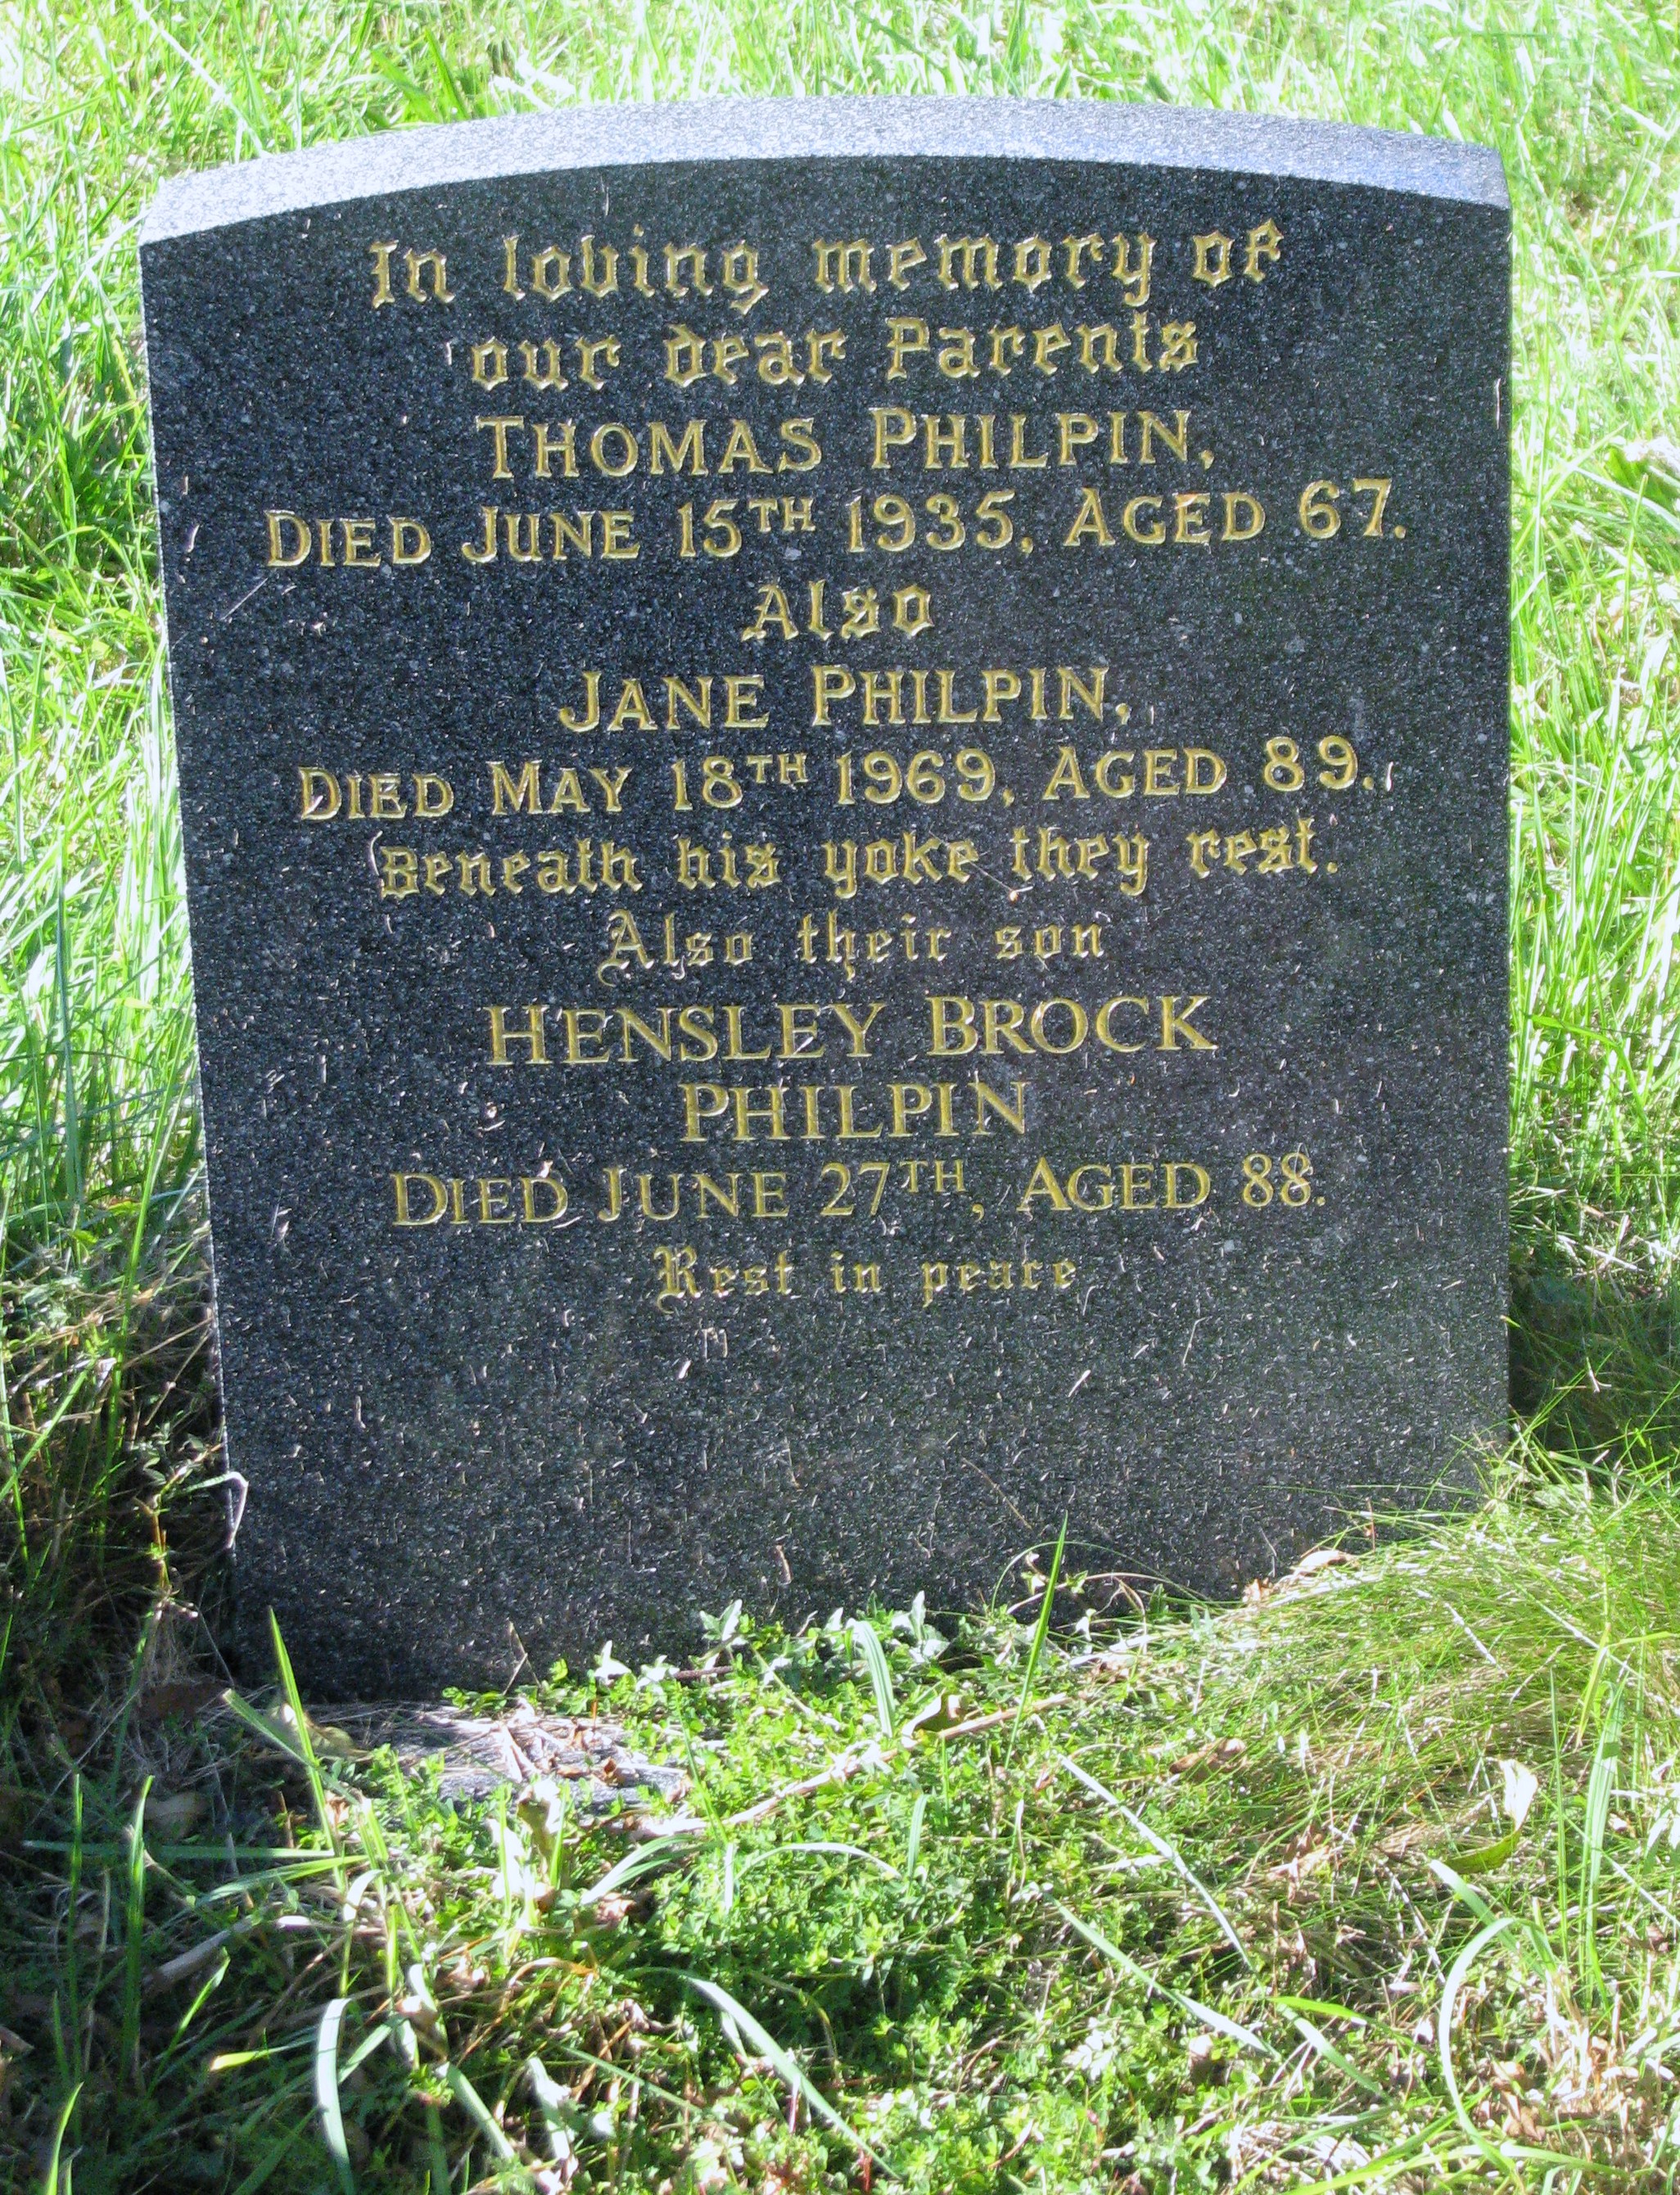 In loving memory of
our dear Parents
THOMAS PHILPIN,
DIED JUNE 15TH 1935, AGED 67.
Also
JANE PHILPIN,
DIED MAY 18TH 1969, AGED 89.
Beneath his yoke they rest.
Also their son
HENSLEY BROCK
PHILPIN
DIED JUNE 27TH, AGED 88.
Rest in peace